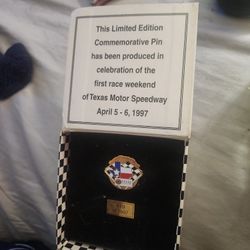 This Limited Edition
Commemorative Pin
has been produced in
celebration of the
first race weekend
of Texas Motor Speedway
April 5 - 6, 1997